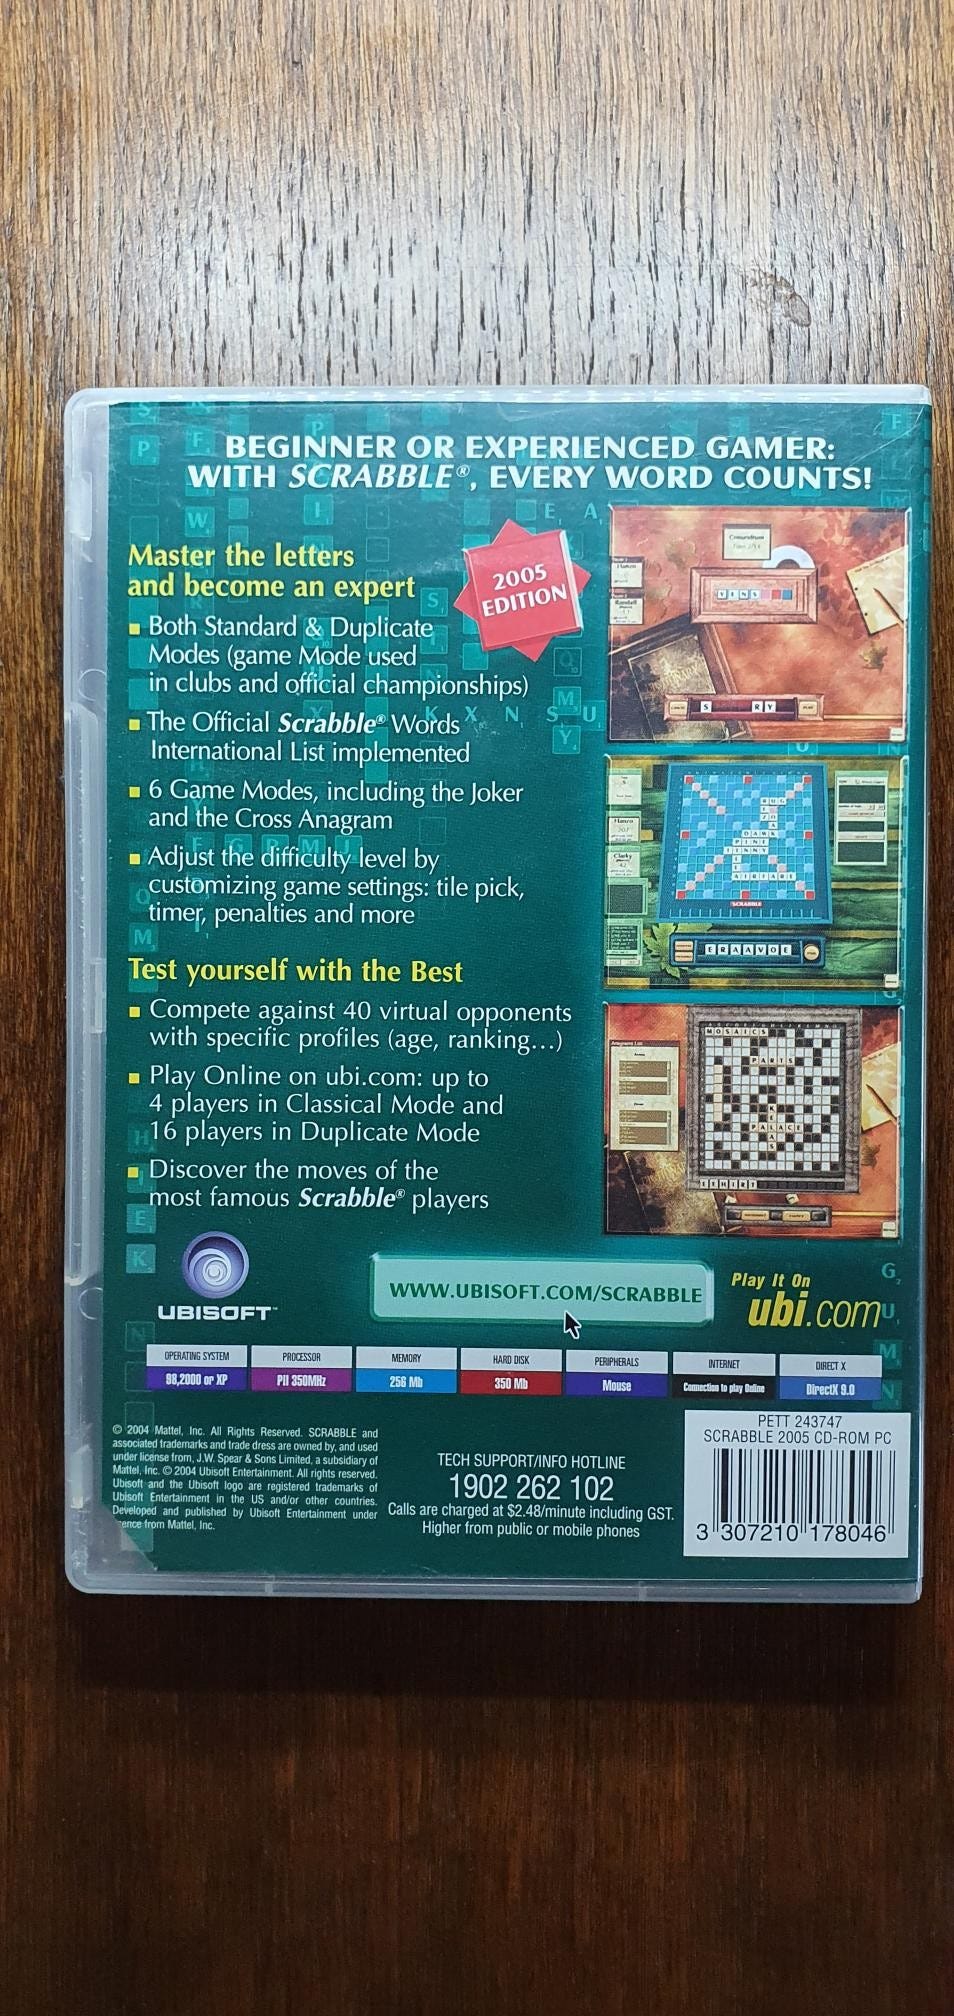 BEGINNER OR EXPERIENCED GAMER:
WITH SCRABBLE®, EVERY WORD COUNTS!
Master the letters
and become an expert
2005
EDITION
Both Standard & Duplicate
Modes (game Mode used
in clubs and official championships)
The Official Scrabble® Words
International List implemented
6 Game Modes, including the Joker
and the Cross Anagram
Adjust the difficulty level by
customizing game settings: tile pick,
timer, penalties and more
Test yourself with the Best
Compete against 40 virtual opponents
with specific profiles (age, ranking...)
Play Online on ubi.com: up to
4 players in Classical Mode and
16 players in Duplicate Mode
Discover the moves of the
most famous Scrabble® players
Conundrum
S RY
RUG
DAWK
SCRABBLE
ERAAVOE
MOSAICS
PARTS
PALACE
UBISOFT™
WWW.UBISOFT.COM/SCRABBLE
Play It On
ubi.com
OPERATING SYSTEM PROCESSOR MEMORY HARD DISK PERIPHERALS INTERNET DIRECT X
98,2000 or XP PII 350MHz 256 Mb 350 Mb Mouse Connection to play Online DirectX 9.0
© 2004 Mattel, Inc. All Rights Reserved. SCRABBLE and
associated trademarks and trade dress are owned by, and used
under license from, J.W. Spear & Sons Limited, a subsidiary of
Mattel, Inc. © 2004 Ubisoft Entertainment. All rights reserved.
Ubisoft and the Ubisoft logo are registered trademarks of
Ubisoft Entertainment in the US and/or other countries.
Developed and published by Ubisoft Entertainment under
ence from Mattel, Inc.
TECH SUPPORT/INFO HOTLINE
1902 262 102
Calls are charged at $2.48/minute including GST.
Higher from public or mobile phones
PETT 243747
SCRABBLE 2005 CD-ROM PC
3 307210 178046